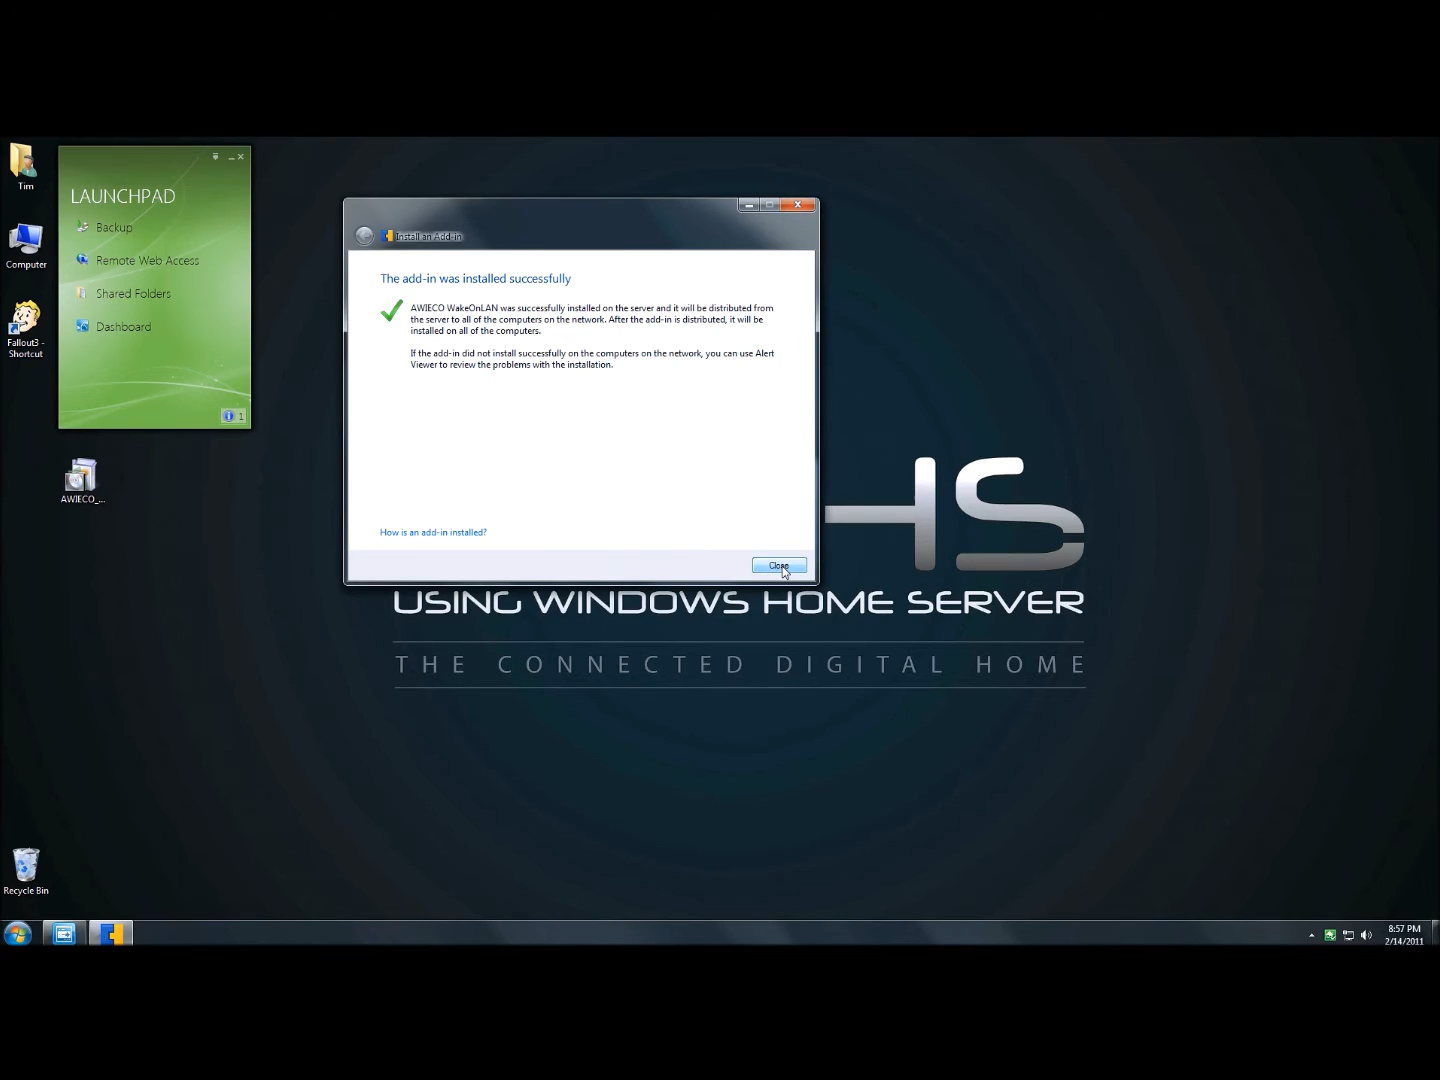 Tim
Computer
Fallout3 -
Shortcut
LAUNCHPAD
Backup
Remote Web Access
Shared Folders
Dashboard
1
AWIECO_...
Install an Add-in
The add-in was installed successfully
AWIECO WakeOnLAN was successfully installed on the server and it will be distributed from
the server to all of the computers on the network. After the add-in is distributed, it will be
installed on all of the computers.
If the add-in did not install successfully on the computers on the network, you can use Alert
Viewer to review the problems with the installation.
How is an add-in installed?
Close
HS
USING WINDOWS HOME SERVER
THE CONNECTED DIGITAL HOME
Recycle Bin
8:57 PM
2/14/2011